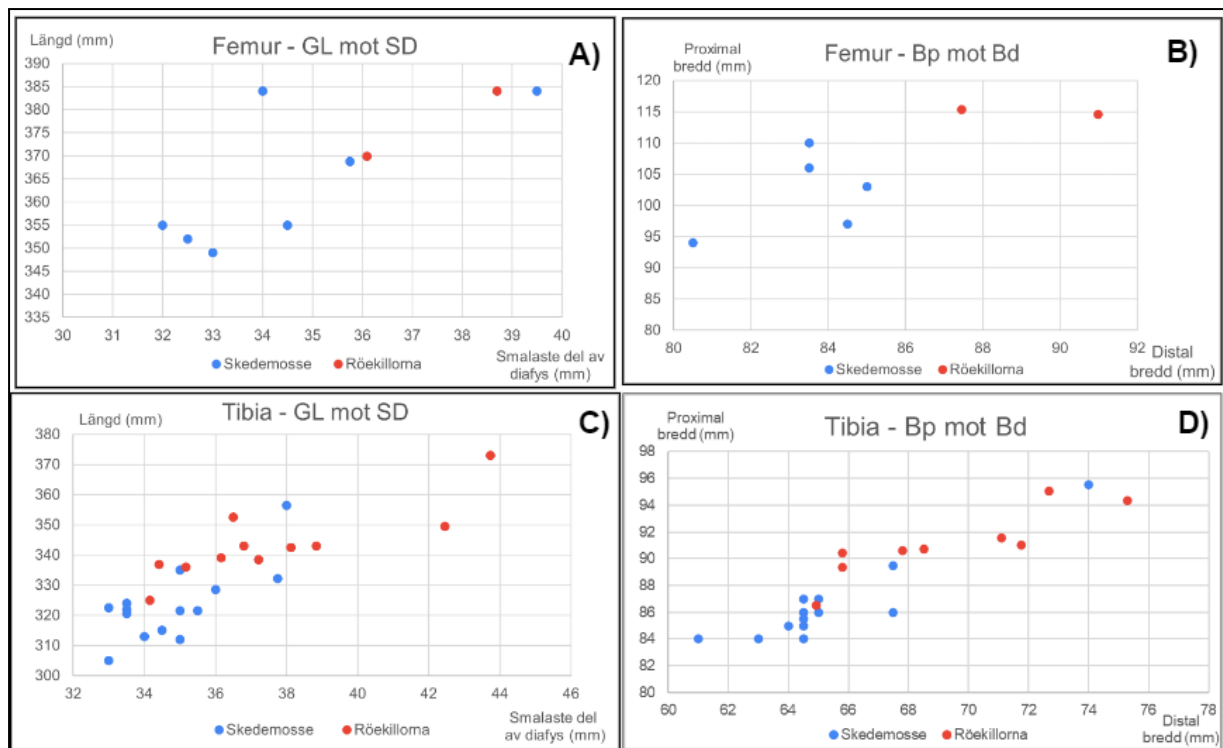 Längd (mm)
Femur - GL mot SD
A)
390
385
380
375
370
365
360
355
350
345
340
335
30 31 32 33 34 35 36 37 38 39 40
Skedemosse Röekillorna
Smalaste del av
diafys (mm)
Proximal
bredd (mm)
Femur - Bp mot Bd
B)
120
115
110
105
100
95
90
85
80
80 82 84 86 88 90 92
Skedemosse Röekillorna
Distal
bredd (mm)
Längd (mm)
Tibia - GL mot SD
C)
380
370
360
350
340
330
320
310
300
32 34 36 38 40 42 44 46
Skedemosse Röekillorna
Smalaste del
av diafys (mm)
Proximal
bredd (mm)
Tibia - Bp mot Bd
D)
98
96
94
92
90
88
86
84
82
80
60 62 64 66 68 70 72 74 76 78
Skedemosse Röekillorna
Distal
bredd (mm)